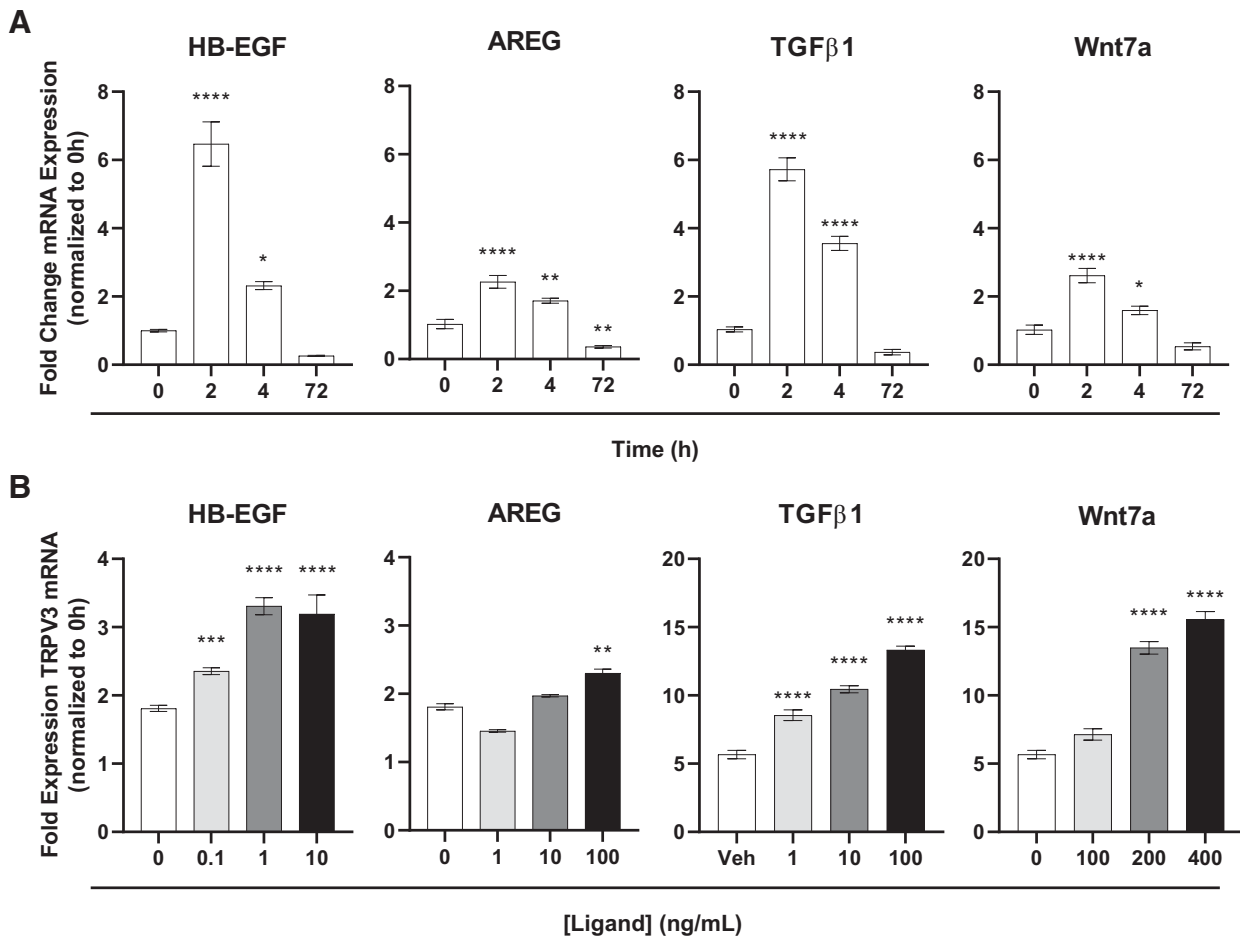 A
HB-EGF
AREG
TGFβ1
Wnt7a
Fold Change mRNA Expression
(normalized to 0h)
8
6
4
2
0
****
*
0 2 4 72
8
6
4
2
0
****
**
**
0 2 4 72
8
6
4
2
0
****
****
0 2 4 72
8
6
4
2
0
****
*
0 2 4 72
Time (h)
B
HB-EGF
AREG
TGFβ1
Wnt7a
Fold Expression TRPV3 mRNA
(normalized to 0h)
4
3
2
1
0
***
****
****
0 0.1 1 10
4
3
2
1
0
**
0 1 10 100
20
15
10
5
0
****
****
****
Veh 1 10 100
20
15
10
5
0
****
****
0 100 200 400
[Ligand] (ng/mL)